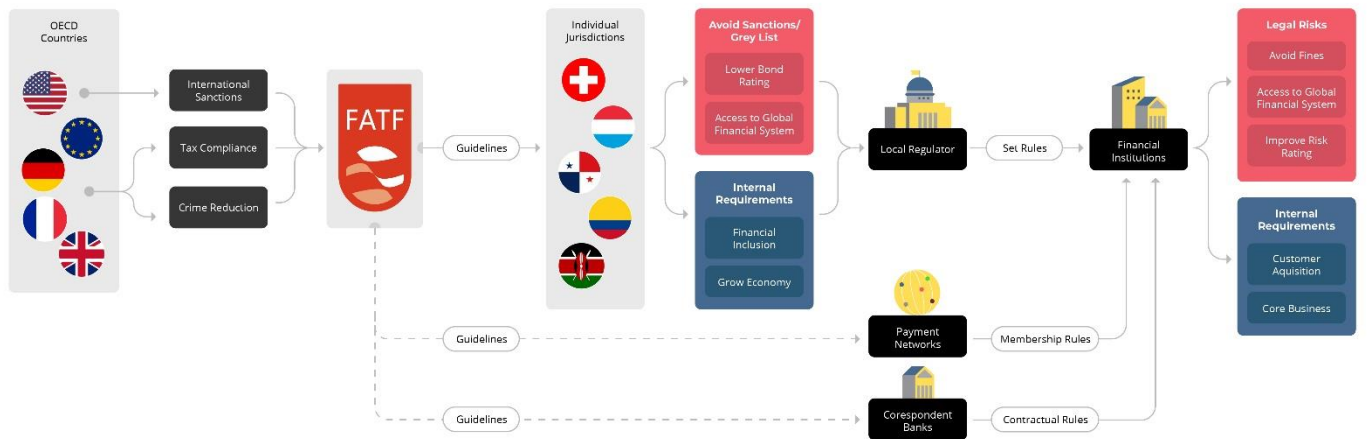 OECD
Countries
International
Sanctions
Tax Compliance
Crime Reduction
FATF
Guidelines
Individual
Jurisdictions
Avoid Sanctions/
Grey List
Lower Bond
Rating
Access to Global
Financial System
Internal
Requirements
Financial
Inclusion
Grow Economy
Local Regulator
Set Rules
Financial
Institutions
Legal Risks
Avoid Fines
Access to Global
Financial System
Improve Risk
Rating
Internal
Requirements
Customer
Aquisition
Core Business
Guidelines
Payment
Networks
Membership Rules
Guidelines
Corespondent
Banks
Contractual Rules